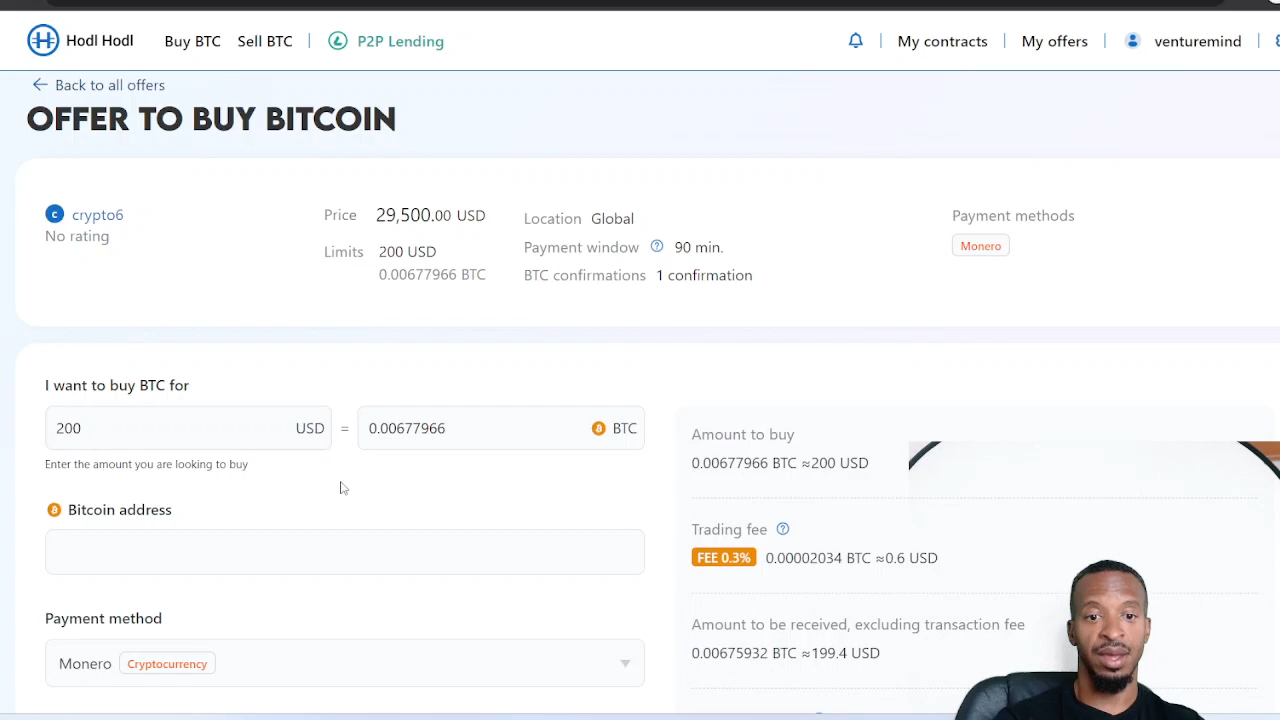 Hodl Hodl Buy BTC Sell BTC P2P Lending My contracts My offers venturemind
Back to all offers
OFFER TO BUY BITCOIN
c crypto6
No rating
Price 29,500.00 USD
Limits 200 USD
0.00677966 BTC
Location Global
Payment window ? 90 min.
BTC confirmations 1 confirmation
Payment methods
Monero
I want to buy BTC for
200 USD = 0.00677966 BTC
Enter the amount you are looking to buy
Bitcoin address
Payment method
Monero Cryptocurrency
Amount to buy
0.00677966 BTC ≈200 USD
Trading fee ?
FEE 0.3% 0.00002034 BTC ≈0.6 USD
Amount to be received, excluding transaction fee
0.00675932 BTC ≈199.4 USD